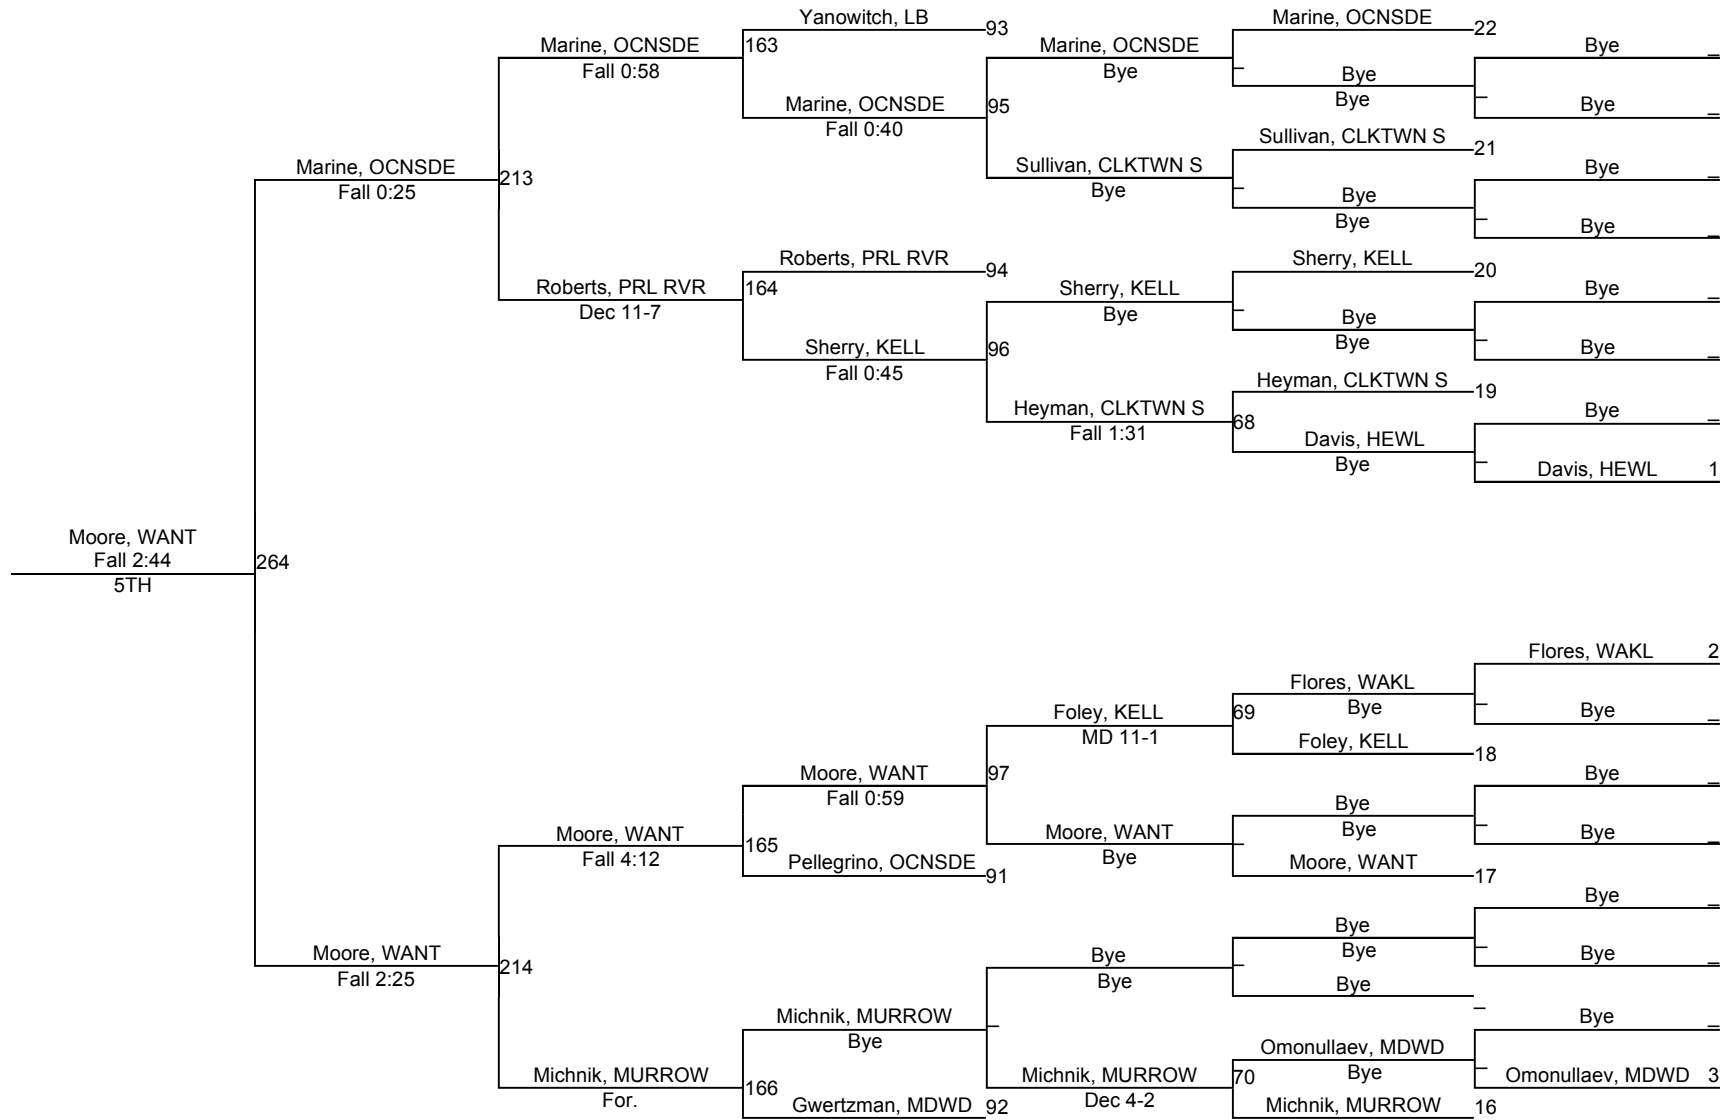 Yanowitch, LB 93
Marine, OCNSDE 22
Marine, OCNSDE
Fall 0:58
163
Marine, OCNSDE
Bye
Bye _
_
Bye
Bye
Marine, OCNSDE
Fall 0:40
95
_
Bye _
Sullivan, CLKTWN S 21
Marine, OCNSDE
Fall 0:25
213
Sullivan, CLKTWN S
Bye
Bye _
_
Bye
Bye
_
Bye _
Roberts, PRL RVR 94
Sherry, KELL 20
Roberts, PRL RVR
Dec 11-7
164
Sherry, KELL
Bye
Bye _
_
Bye
Bye
Sherry, KELL
Fall 0:45
96
_
Bye _
Heyman, CLKTWN S 19
Heyman, CLKTWN S
Fall 1:31
68
Bye _
Davis, HEWL
Bye
_
Davis, HEWL 1
Moore, WANT
Fall 2:44
5TH
264
Flores, WAKL 2
Flores, WAKL
Bye
_
Foley, KELL
MD 11-1
69
Bye _
Foley, KELL 18
Moore, WANT
Fall 0:59
97
Bye _
Bye
Bye
_
Moore, WANT
Fall 4:12
165
Moore, WANT
Bye
_
Bye _
Pellegrino, OCNSDE 91
Moore, WANT 17
Bye _
Bye
Bye
_
Moore, WANT
Fall 2:25
214
Bye
Bye
_
Bye _
Bye
_
Michnik, MURROW
Bye
_
Bye _
Omonullaev, MDWD
Bye
_
Michnik, MURROW
For.
166
Michnik, MURROW
Dec 4-2
70
Omonullaev, MDWD 3
Gwertzman, MDWD 92
Michnik, MURROW 16